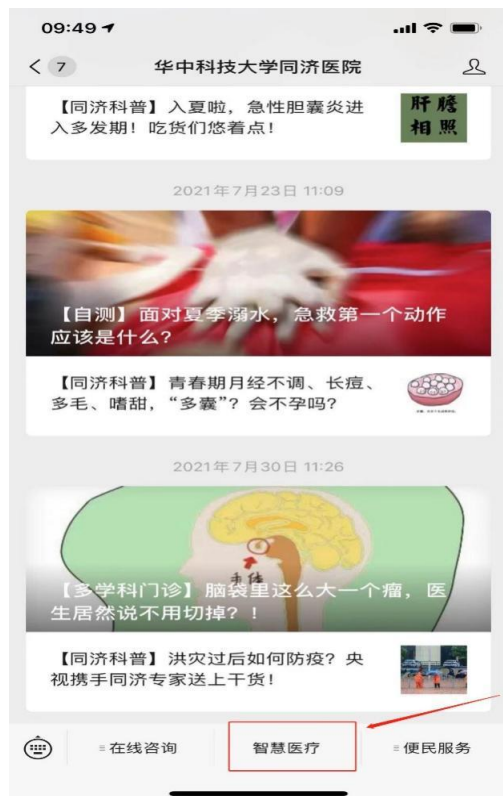 09:49
7
华中科技大学同济医院
【同济科普】入夏啦，急性胆囊炎进
入多发期！吃货们悠着点！
肝胆
相照
2021年7月23日 11:09
【自测】面对夏季溺水，急救第一个动作
应该是什么？
【同济科普】青春期月经不调、长痘、
多毛、嗜甜，“多囊”？会不孕吗？
2021年7月30日 11:26
垂体
【多学科门诊】脑袋里这么大一个瘤，医
生居然说不用切掉？！
【同济科普】洪灾过后如何防疫？央
视携手同济专家送上干货！
在线咨询
智慧医疗
便民服务